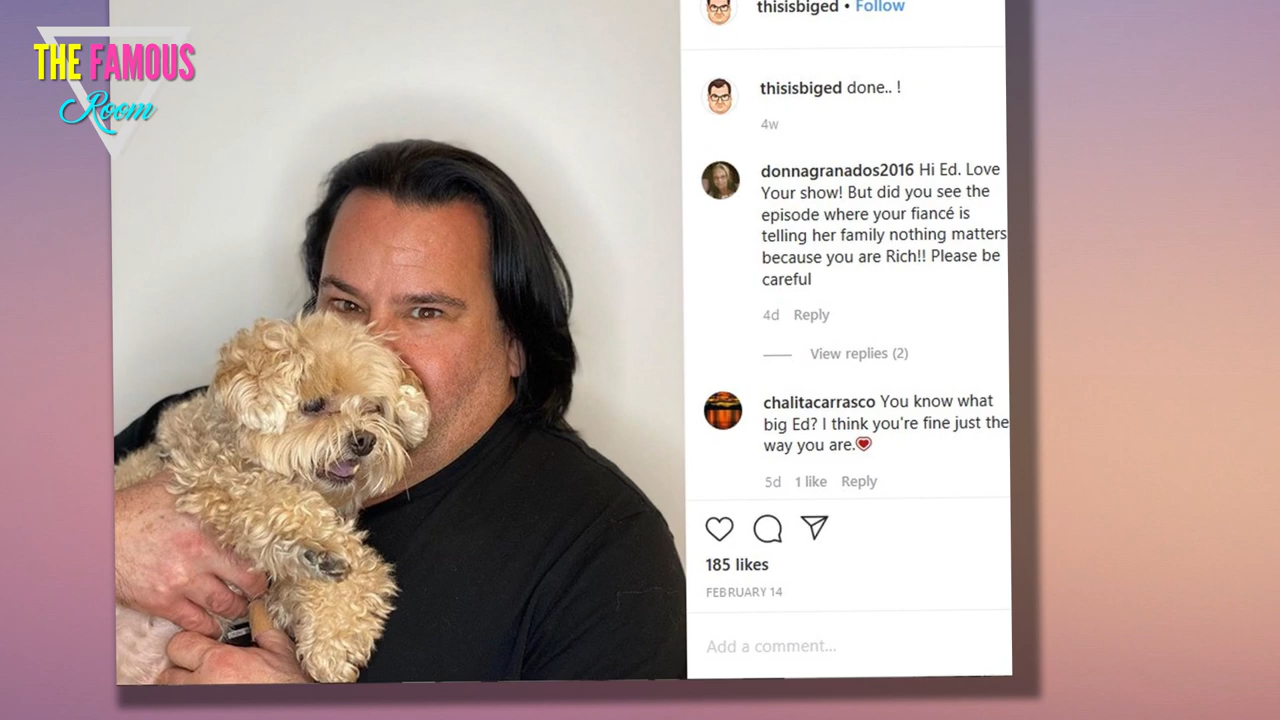 THE FAMOUS
Room
thisisbiged • Follow
thisisbiged done.. !
4w
donnagranados2016 Hi Ed. Love
Your show! But did you see the
episode where your fiancé is
telling her family nothing matters
because you are Rich!! Please be
careful
4d Reply
View replies (2)
chalitacarrasco You know what
big Ed? I think you're fine just the
way you are.❤
5d 1 like Reply
185 likes
FEBRUARY 14
Add a comment...